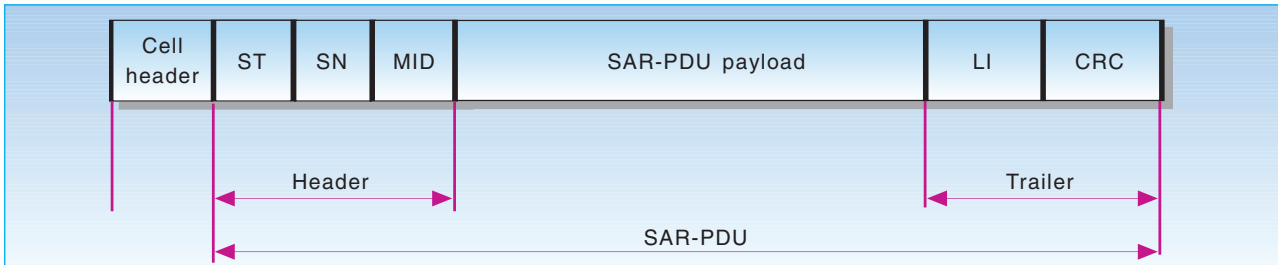 Cell
header
ST
SN
MID
SAR-PDU payload
LI
CRC
Header
Trailer
SAR-PDU